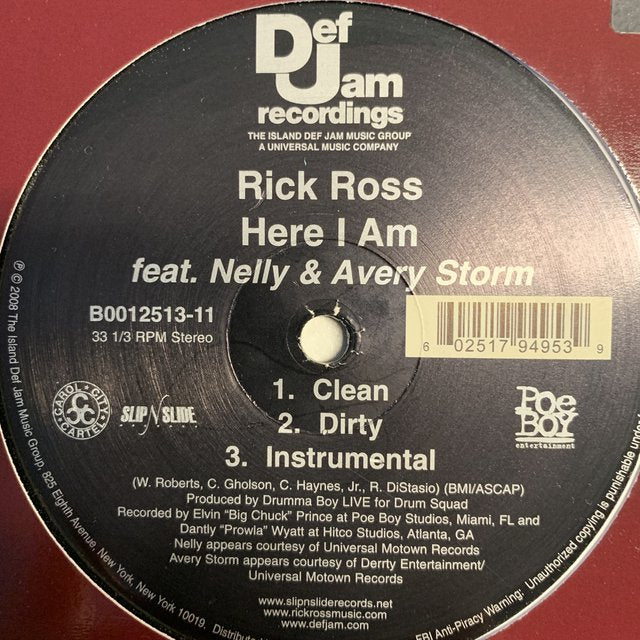 Def
Jam
recordings
THE ISLAND DEF JAM MUSIC GROUP
A UNIVERSAL MUSIC COMPANY
Rick Ross
Here I Am
feat. Nelly & Avery Storm
B0012513-11
33 1/3 RPM Stereo
6 02517 94953 9
1. Clean
2. Dirty
3. Instrumental
CAROL CITY CARTEL
CCC
SLIP N SLIDE
Poe
BOY
entertainment
(W. Roberts, C. Gholson, C. Haynes, Jr., R. DiStasio) (BMI/ASCAP)
Produced by Drumma Boy LIVE for Drum Squad
Recorded by Elvin "Big Chuck" Prince at Poe Boy Studios, Miami, FL and
Dantly "Prowla" Wyatt at Hitco Studios, Atlanta, GA
Nelly appears courtesy of Universal Motown Records
Avery Storm appears courtesy of Derrty Entertainment/
Universal Motown Records
www.slipnsliderecords.net
www.rickrossmusic.com
www.defjam.com
℗ © 2008 The Island Def Jam Music Group, 825 Eighth Avenue, New York, New York 10019. Distributed
FBI Anti-Piracy Warning: Unauthorized copying is punishable under